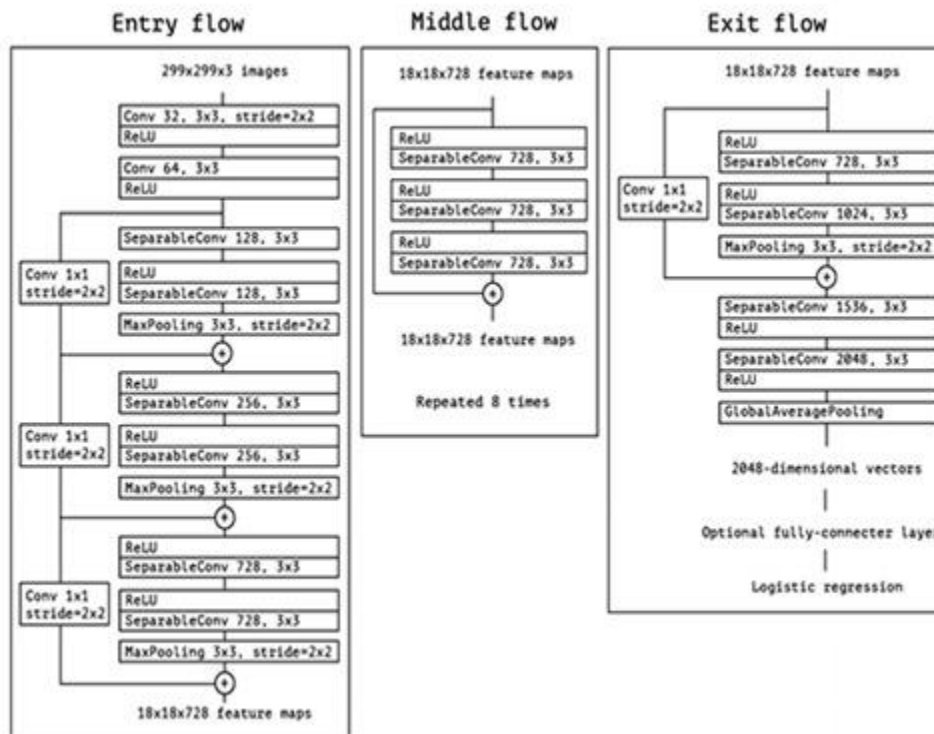 Entry flow
299x299x3 images
Conv 32, 3x3, stride=2x2
ReLU
Conv 64, 3x3
ReLU
SeparableConv 128, 3x3
Conv 1x1
stride=2x2
ReLU
SeparableConv 128, 3x3
MaxPooling 3x3, stride=2x2
+
ReLU
SeparableConv 256, 3x3
Conv 1x1
stride=2x2
ReLU
SeparableConv 256, 3x3
MaxPooling 3x3, stride=2x2
+
ReLU
SeparableConv 728, 3x3
Conv 1x1
stride=2x2
ReLU
SeparableConv 728, 3x3
MaxPooling 3x3, stride=2x2
+
18x18x728 feature maps
Middle flow
18x18x728 feature maps
ReLU
SeparableConv 728, 3x3
ReLU
SeparableConv 728, 3x3
ReLU
SeparableConv 728, 3x3
+
18x18x728 feature maps
Repeated 8 times
Exit flow
18x18x728 feature maps
ReLU
SeparableConv 728, 3x3
Conv 1x1
stride=2x2
ReLU
SeparableConv 1024, 3x3
MaxPooling 3x3, stride=2x2
+
SeparableConv 1536, 3x3
ReLU
SeparableConv 2048, 3x3
ReLU
GlobalAveragePooling
2048-dimensional vectors
Optional fully-connecter layer
Logistic regression